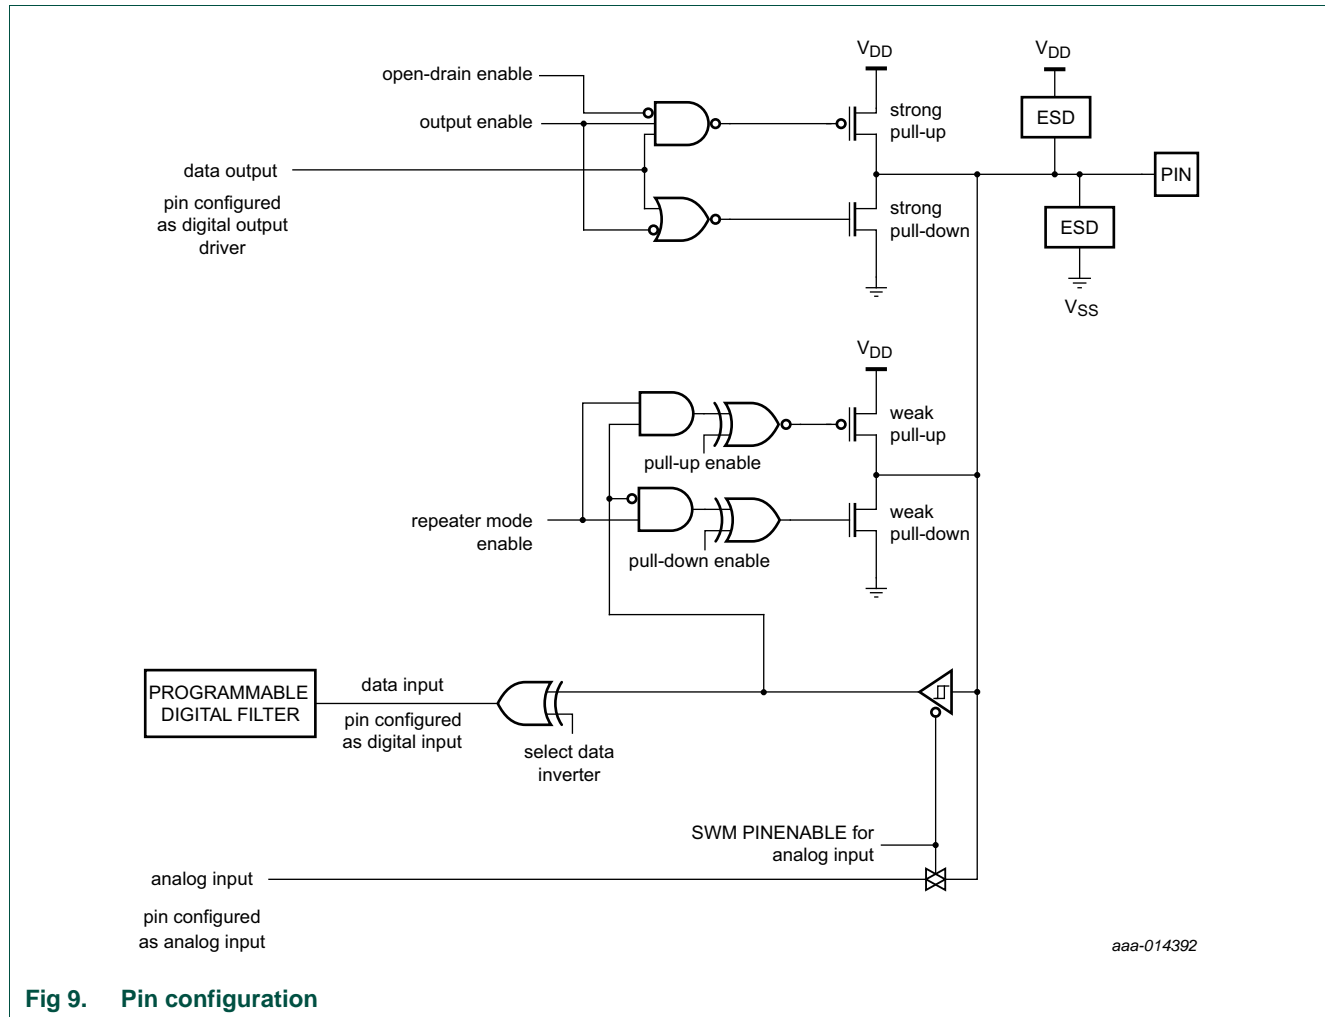 VDD
VDD
open-drain enable
strong
pull-up
ESD
output enable
data output
PIN
pin configured
as digital output
driver
strong
pull-down
ESD
VSS
VDD
weak
pull-up
pull-up enable
repeater mode
enable
weak
pull-down
pull-down enable
PROGRAMMABLE
DIGITAL FILTER
data input
pin configured
as digital input
select data
inverter
SWM PINENABLE for
analog input
analog input
pin configured
as analog input
aaa-014392
Fig 9. Pin configuration